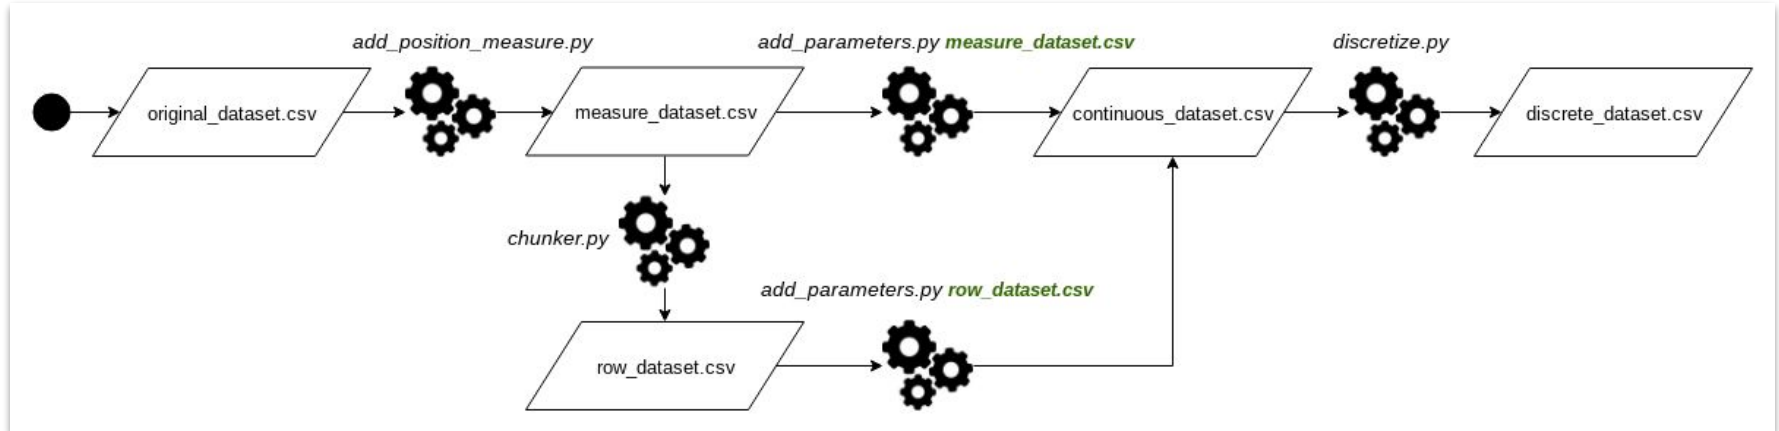 add_position_measure.py
add_parameters.py measure_dataset.csv
discretize.py
original_dataset.csv
measure_dataset.csv
continuous_dataset.csv
discrete_dataset.csv
chunker.py
add_parameters.py row_dataset.csv
row_dataset.csv